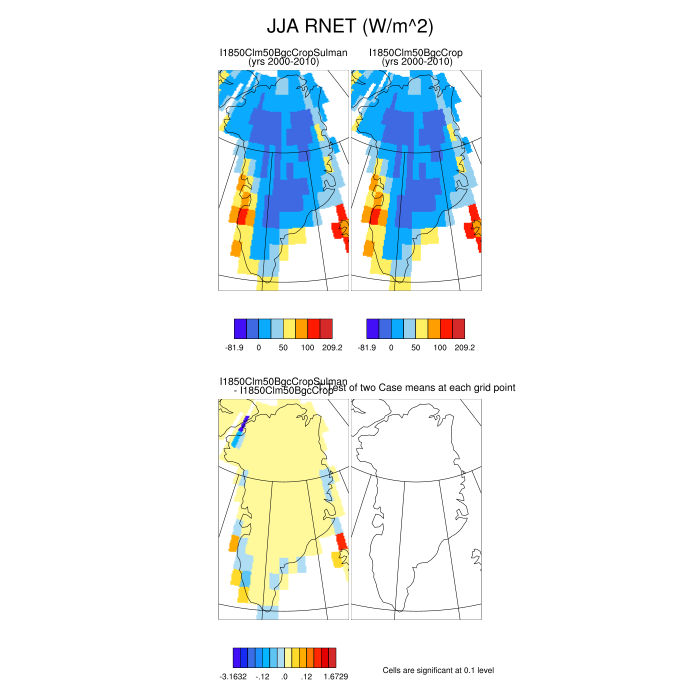 JJA RNET (W/m^2)
I1850Clm50BgcCropSulman
(yrs 2000-2010)
I1850Clm50BgcCrop
(yrs 2000-2010)
-81.9 0 50 100 209.2
-81.9 0 50 100 209.2
I1850Clm50BgcCropSulman
- I1850Clm50BgcCrop
Test of two Case means at each grid point
-3.1632 -.12 .0 .12 1.6729
Cells are significant at 0.1 level